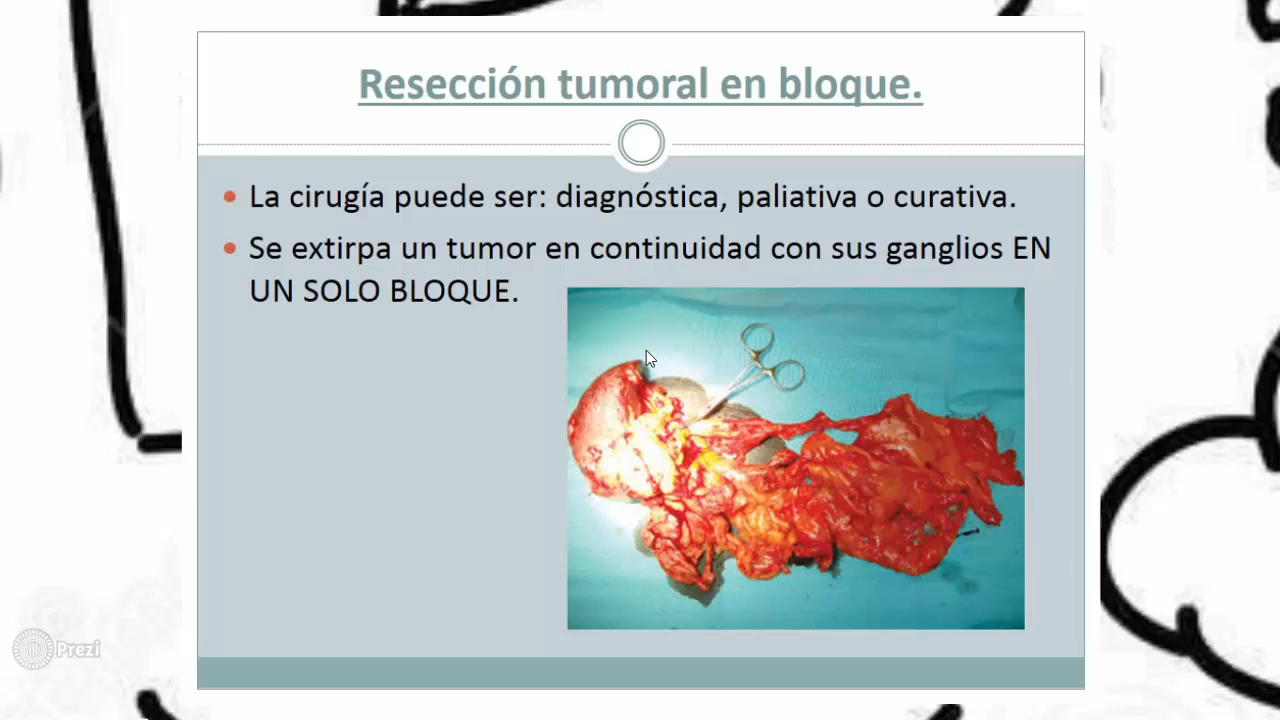 Resección tumoral en bloque.
La cirugía puede ser: diagnóstica, paliativa o curativa.
Se extirpa un tumor en continuidad con sus ganglios EN
UN SOLO BLOQUE.
Prezi